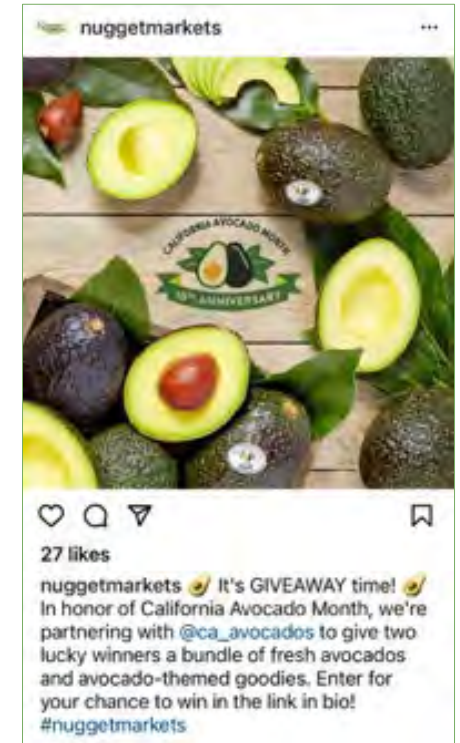 nuggetmarkets
CALIFORNIA AVOCADO MONTH
10TH ANNIVERSARY
27 likes
nuggetmarkets 🥑 It's GIVEAWAY time! 🥑
In honor of California Avocado Month, we're
partnering with @ca_avocados to give two
lucky winners a bundle of fresh avocados
and avocado-themed goodies. Enter for
your chance to win in the link in bio!
#nuggetmarkets